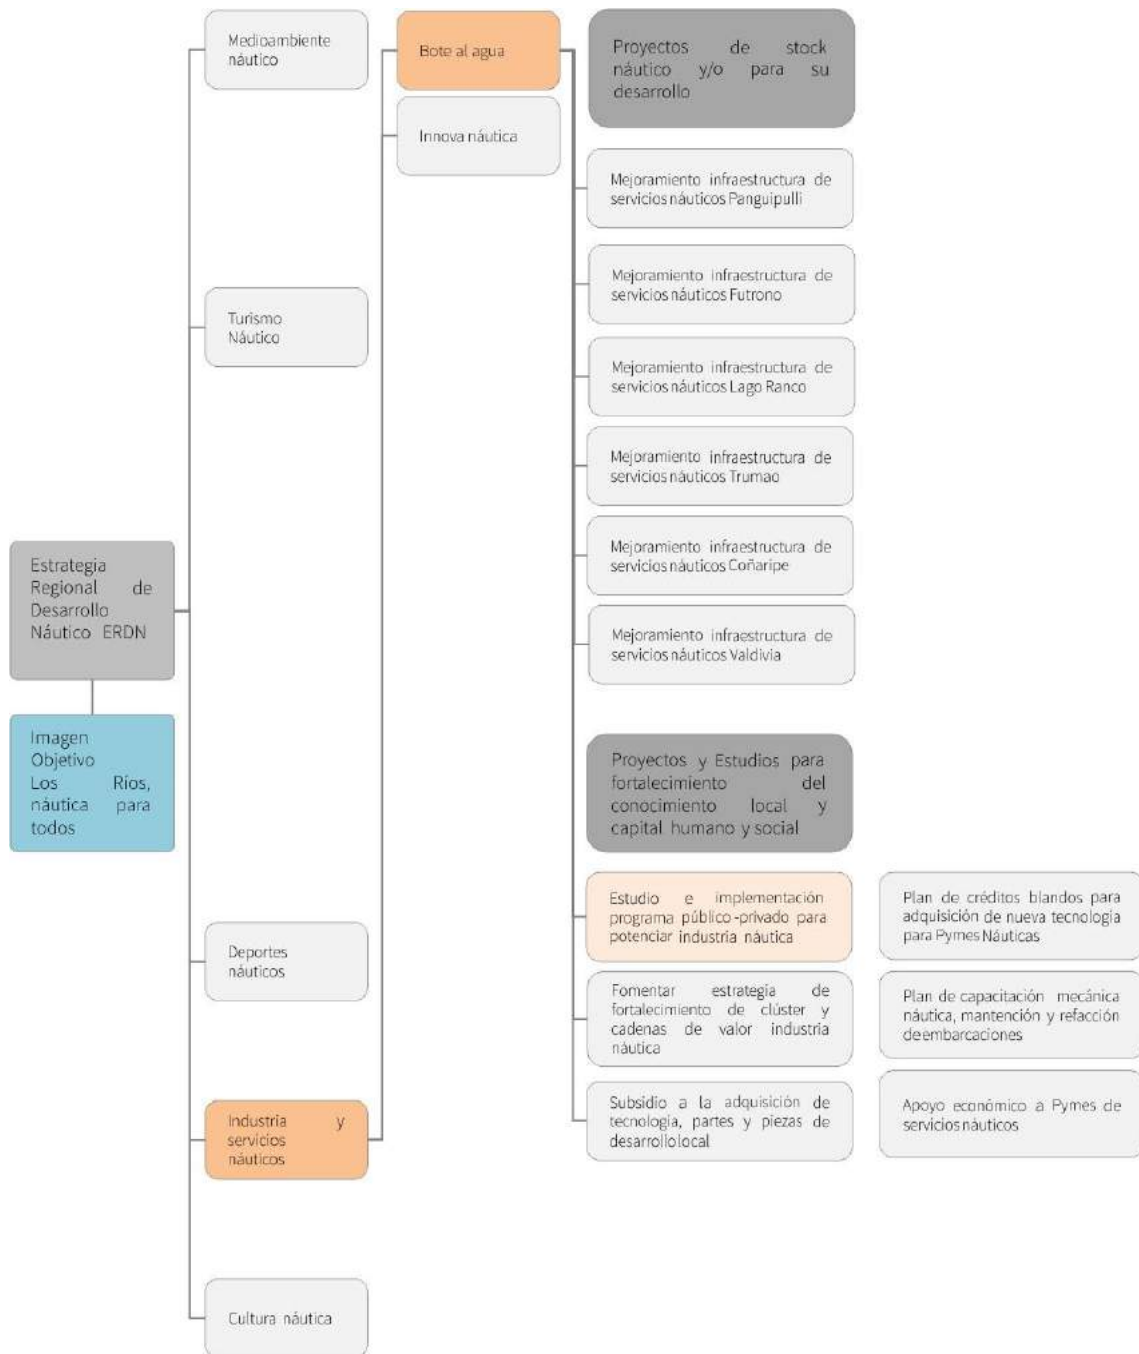 Estrategia
Regional de
Desarrollo
Náutico ERDN
Imagen
Objetivo
Los Ríos,
náutica para
todos
Medioambiente
náutico
Turismo
Náutico
Deportes
náuticos
Industria y
servicios
náuticos
Cultura náutica
Bote al agua
Innova náutica
Proyectos de stock
náutico y/o para su
desarrollo
Mejoramiento infraestructura de
servicios náuticos Panguipulli
Mejoramiento infraestructura de
servicios náuticos Futrono
Mejoramiento infraestructura de
servicios náuticos Lago Ranco
Mejoramiento infraestructura de
servicios náuticos Trumao
Mejoramiento infraestructura de
servicios náuticos Coñaripe
Mejoramiento infraestructura de
servicios náuticos Valdivia
Proyectos y Estudios para
fortalecimiento del
conocimiento local y
capital humano y social
Estudio e implementación
programa público-privado para
potenciar industria náutica
Fomentar estrategia de
fortalecimiento de clúster y
cadenas de valor industria
náutica
Subsidio a la adquisición de
tecnología, partes y piezas de
desarrollo local
Plan de créditos blandos para
adquisición de nueva tecnología
para Pymes Náuticas
Plan de capacitación mecánica
náutica, mantención y refacción
de embarcaciones
Apoyo económico a Pymes de
servicios náuticos